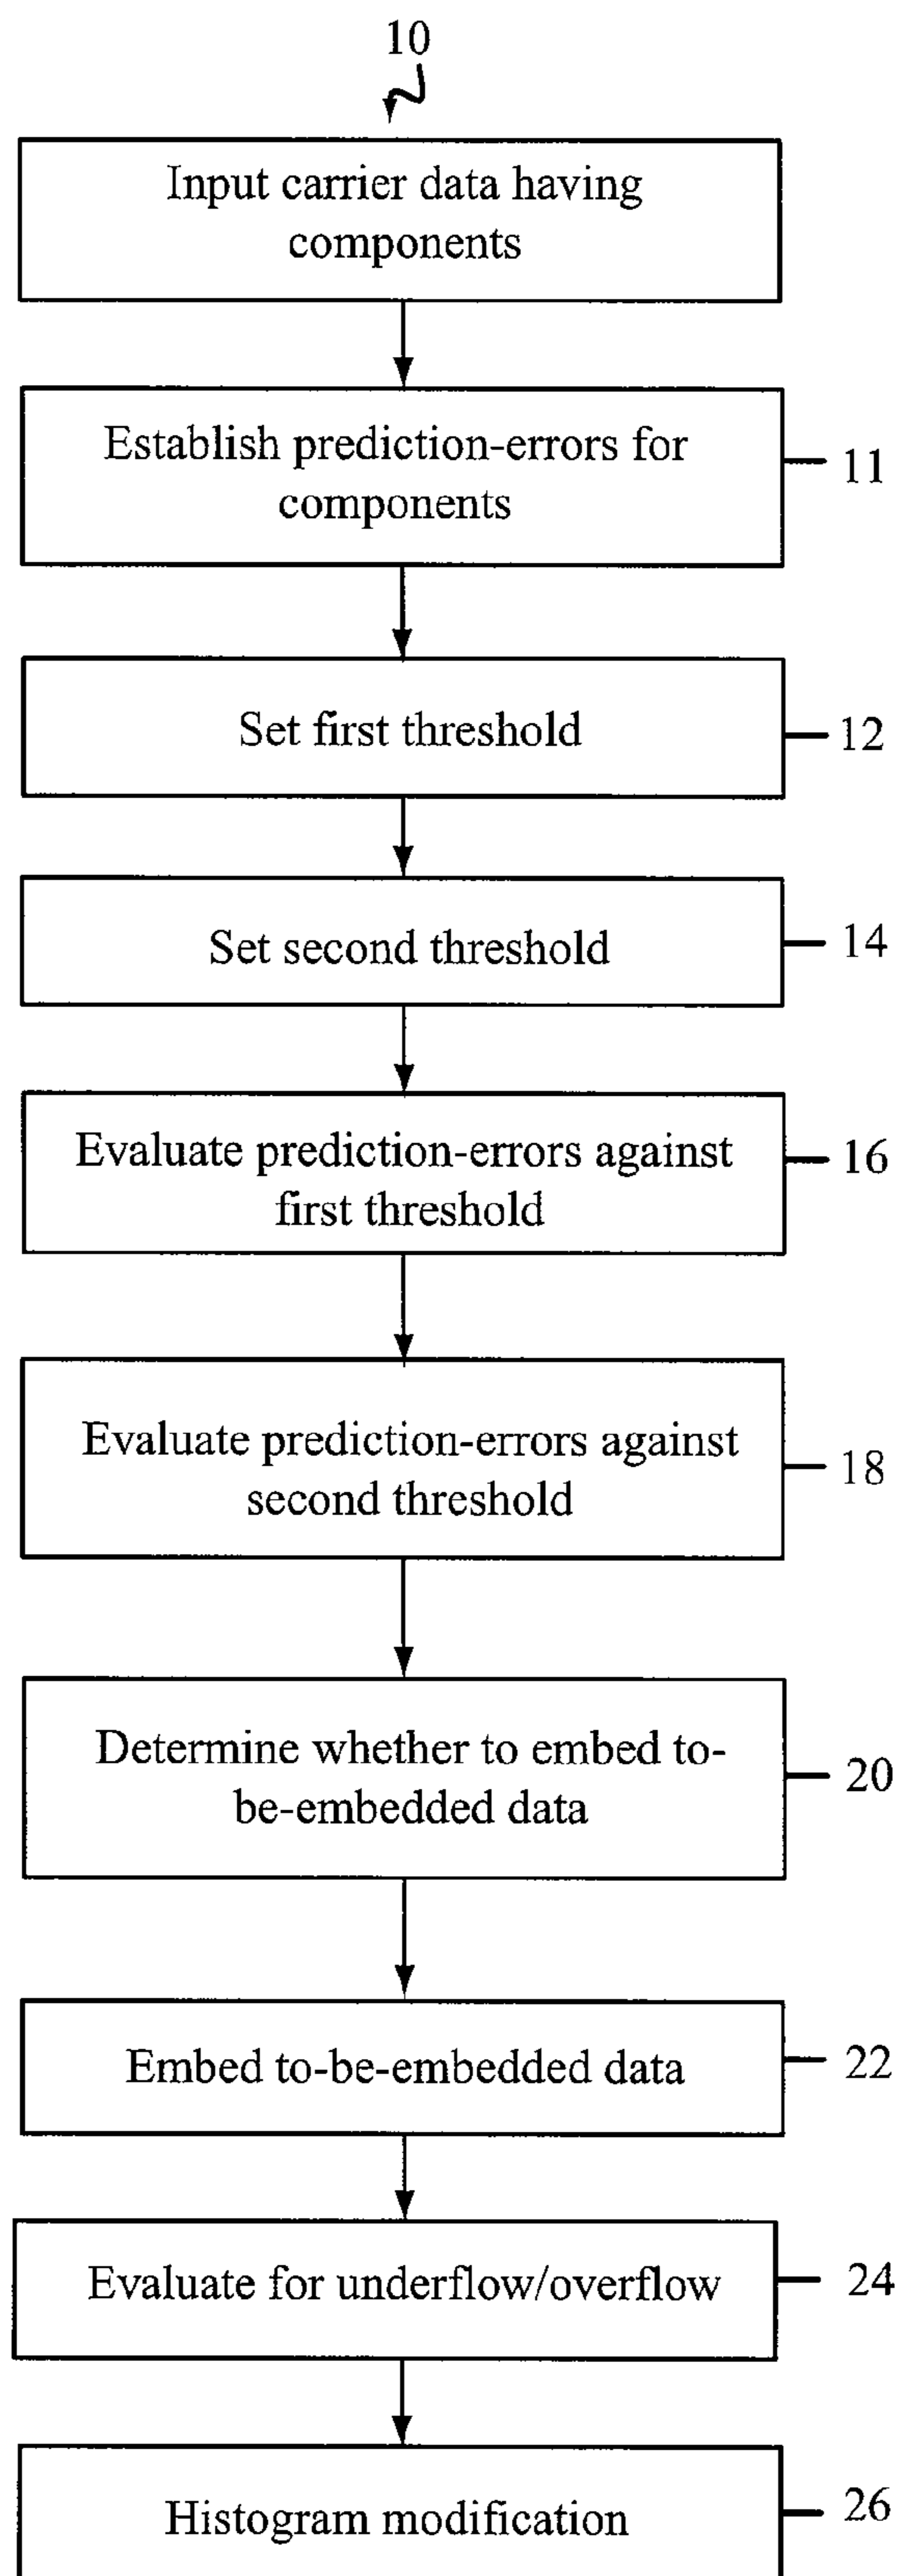 10
Input carrier data having
components
Establish prediction-errors for
components
11
Set first threshold
12
Set second threshold
14
Evaluate prediction-errors against
first threshold
16
Evaluate prediction-errors against
second threshold
18
Determine whether to embed to-
be-embedded data
20
Embed to-be-embedded data
22
Evaluate for underflow/overflow
24
Histogram modification
26